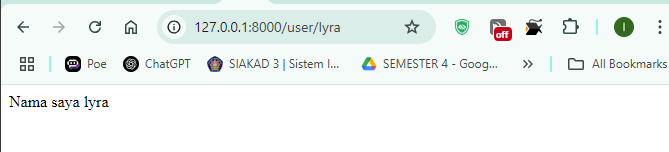 127.0.0.1:8000/user/lyra
off
I
Poe
ChatGPT
SIAKAD 3 | Sistem I...
SEMESTER 4 - Goog...
All Bookmarks
Nama saya lyra